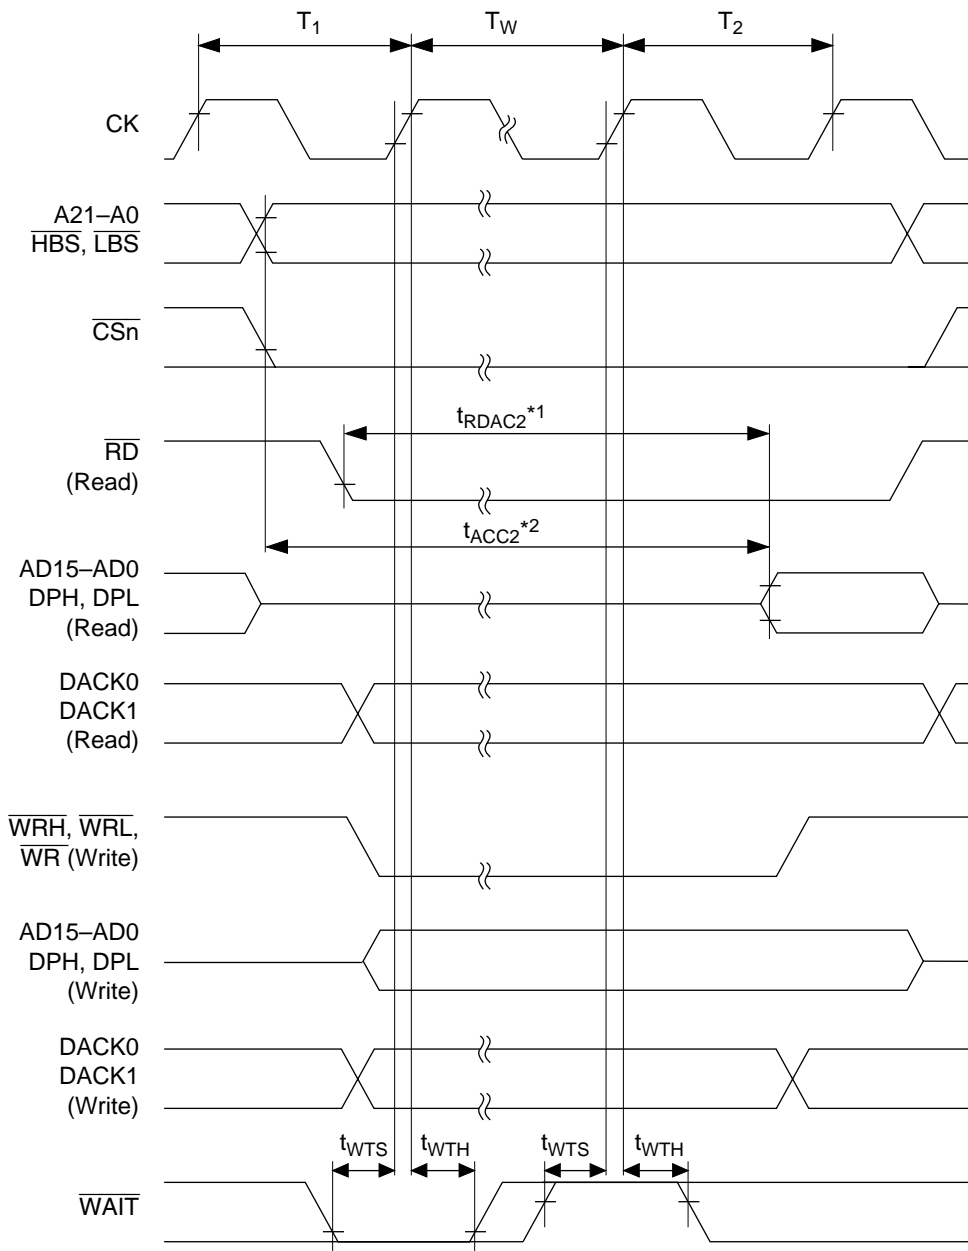 T1 TW T2
CK
A21–A0
HBS, LBS
CSn
tRDAC2*1
RD
(Read)
tACC2*2
AD15–AD0
DPH, DPL
(Read)
DACK0
DACK1
(Read)
WRH, WRL,
WR (Write)
AD15–AD0
DPH, DPL
(Write)
DACK0
DACK1
(Write)
tWTS tWTH tWTS tWTH
WAIT